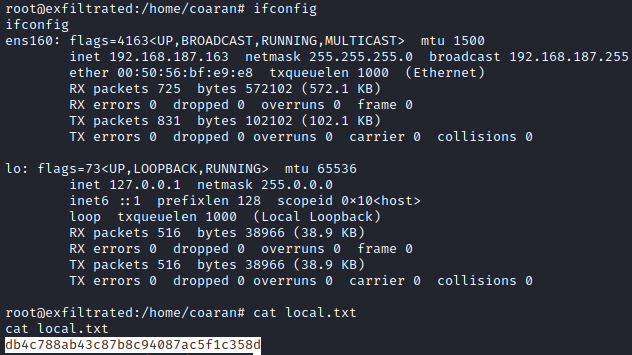 root@exfiltrated:/home/coaran# ifconfig
ifconfig
ens160: flags=4163<UP,BROADCAST,RUNNING,MULTICAST>  mtu 1500
        inet 192.168.187.163  netmask 255.255.255.0  broadcast 192.168.187.255
        ether 00:50:56:bf:e9:e8  txqueuelen 1000  (Ethernet)
        RX packets 725  bytes 572102 (572.1 KB)
        RX errors 0  dropped 0  overruns 0  frame 0
        TX packets 831  bytes 102102 (102.1 KB)
        TX errors 0  dropped 0 overruns 0  carrier 0  collisions 0

lo: flags=73<UP,LOOPBACK,RUNNING>  mtu 65536
        inet 127.0.0.1  netmask 255.0.0.0
        inet6 ::1  prefixlen 128  scopeid 0×10<host>
        loop  txqueuelen 1000  (Local Loopback)
        RX packets 516  bytes 38966 (38.9 KB)
        RX errors 0  dropped 0  overruns 0  frame 0
        TX packets 516  bytes 38966 (38.9 KB)
        TX errors 0  dropped 0 overruns 0  carrier 0  collisions 0

root@exfiltrated:/home/coaran# cat local.txt
cat local.txt
db4c788ab43c87b8c94087ac5f1c358d